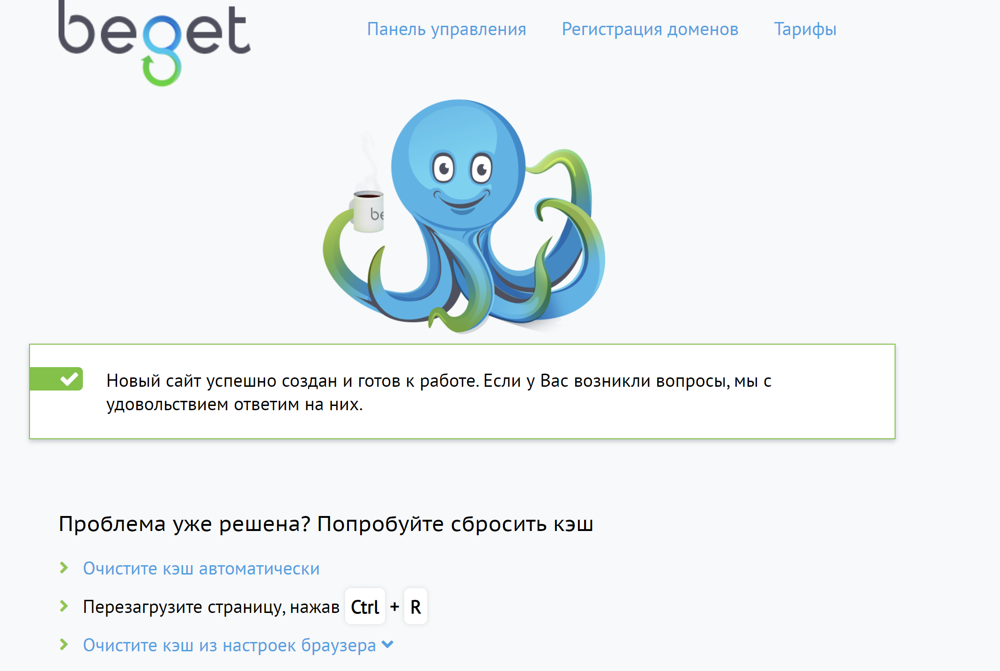 beget
Панель управления Регистрация доменов Тарифы
be
Новый сайт успешно создан и готов к работе. Если у Вас возникли вопросы, мы с
удовольствием ответим на них.
Проблема уже решена? Попробуйте сбросить кэш
Очистите кэш автоматически
Перезагрузите страницу, нажав Ctrl + R
Очистите кэш из настроек браузера